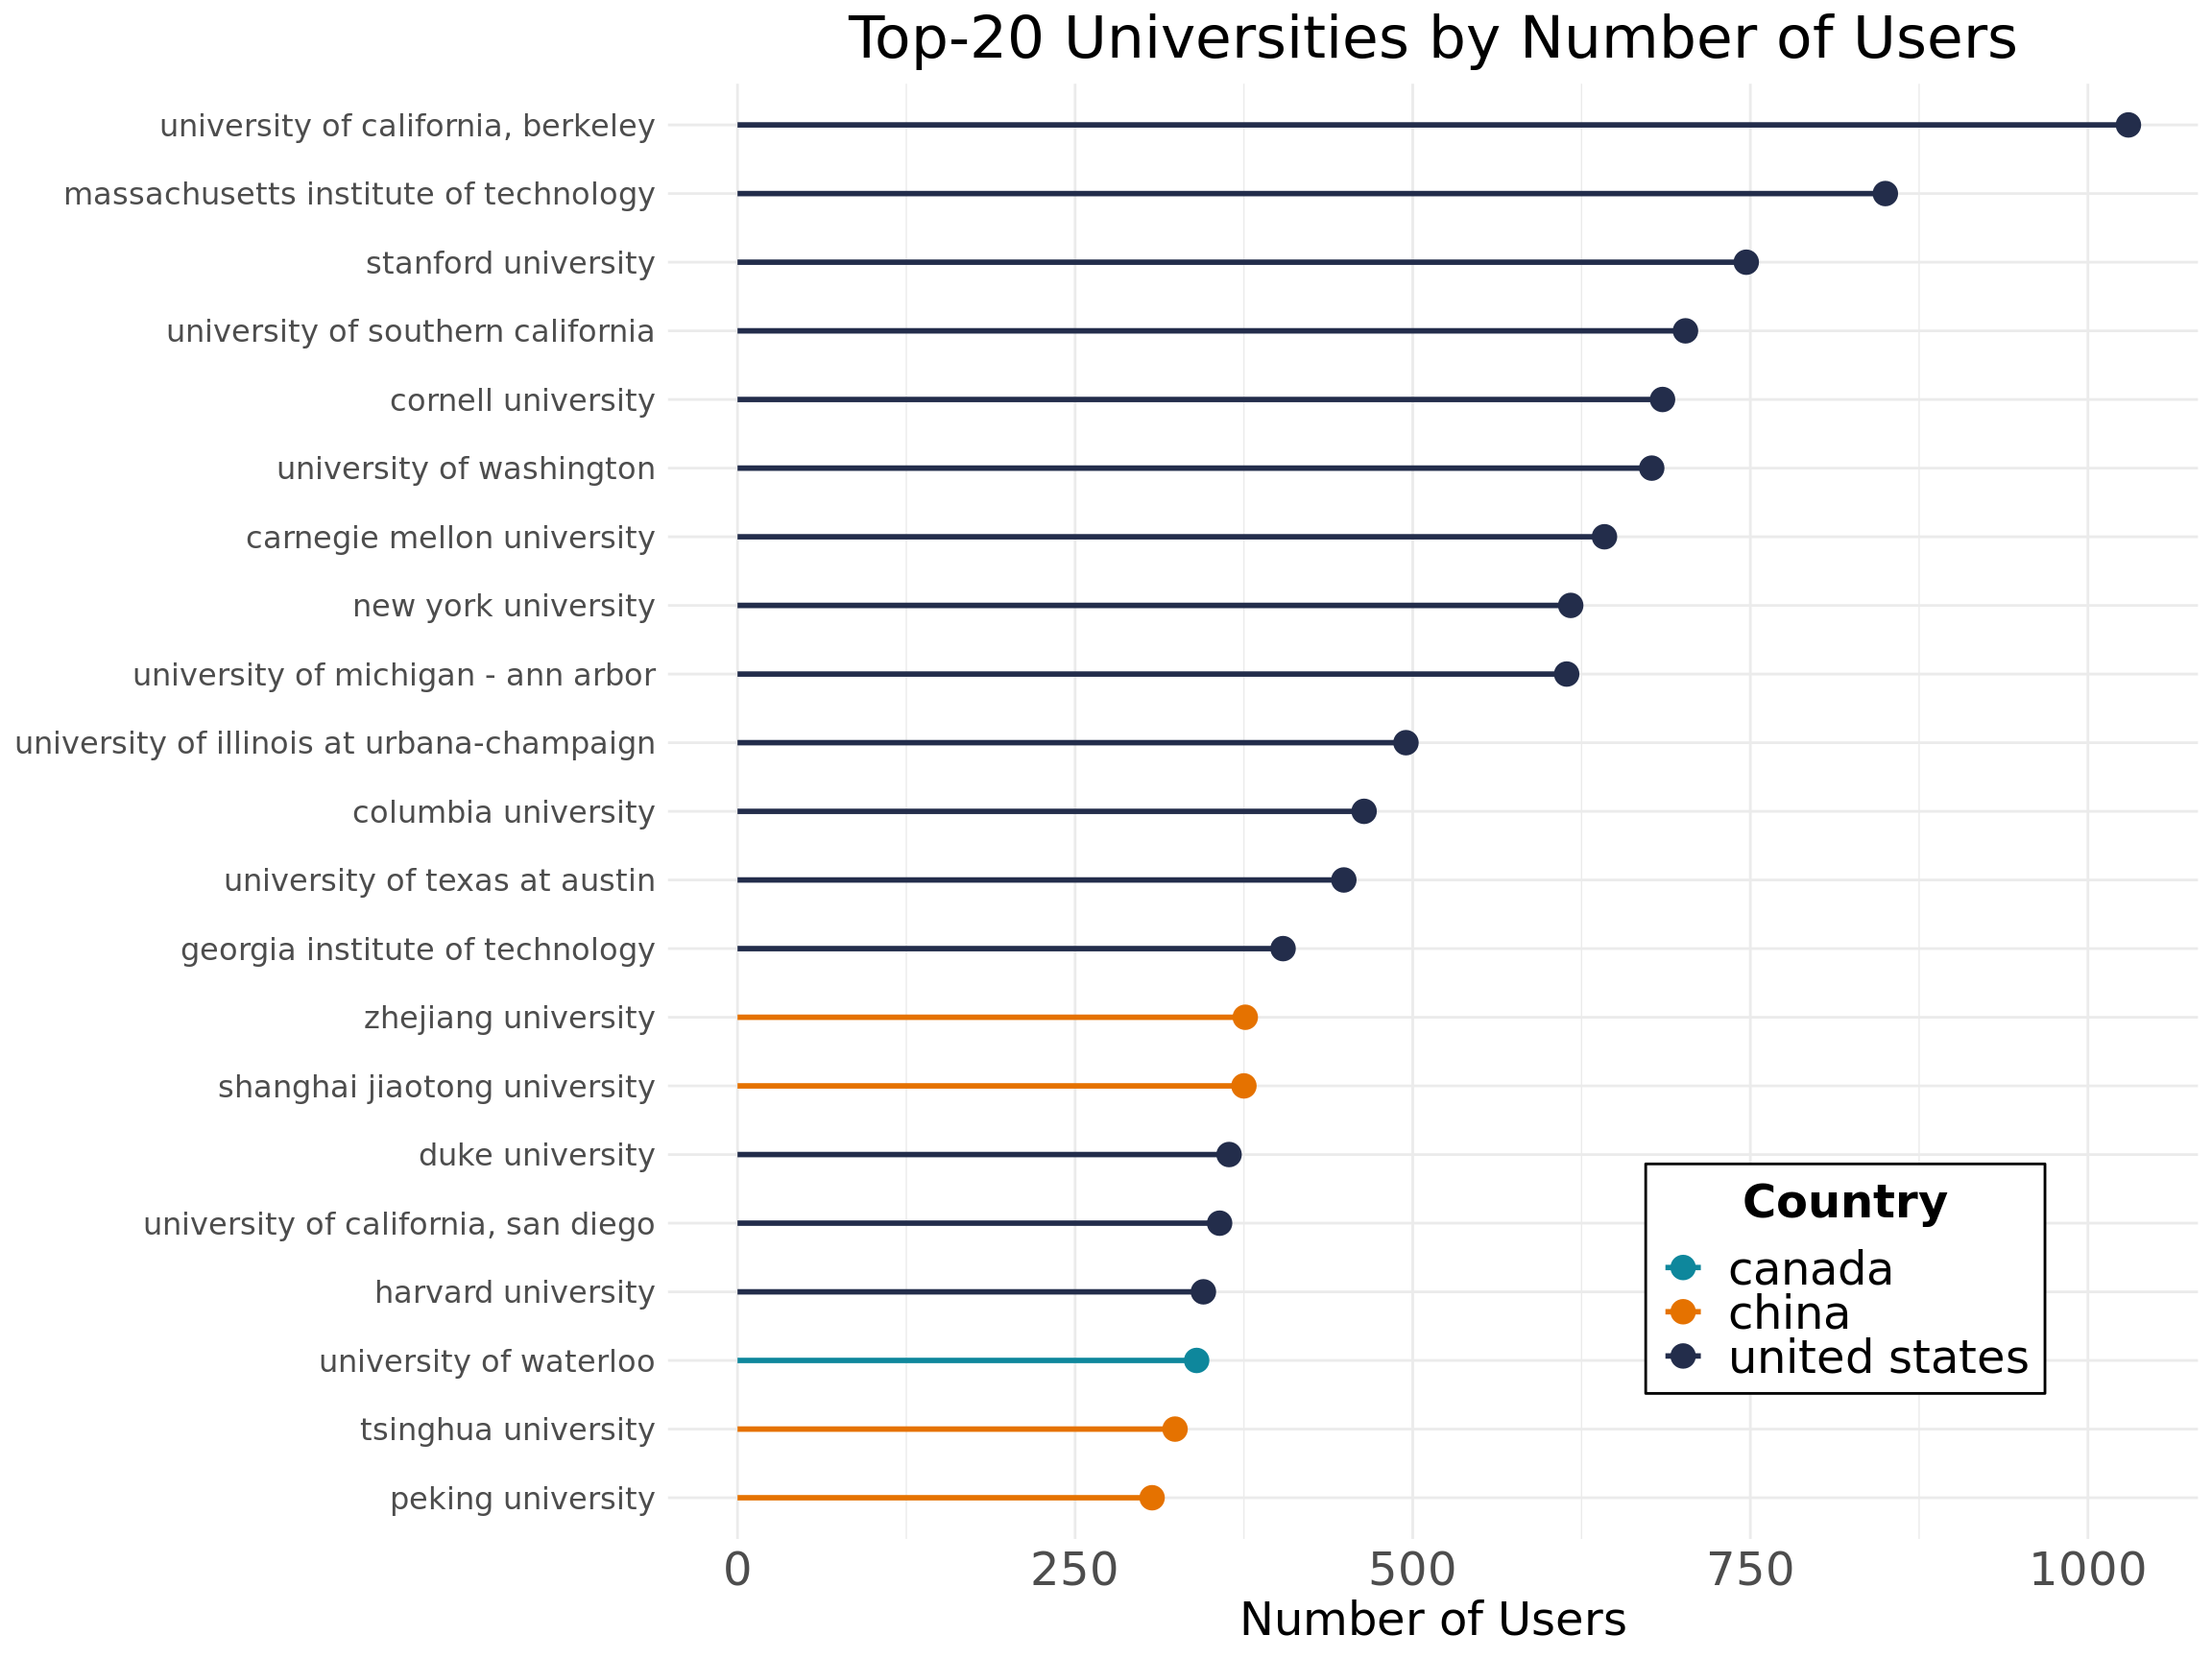 Top-20 Universities by Number of Users
university of california, berkeley
massachusetts institute of technology
stanford university
university of southern california
cornell university
university of washington
carnegie mellon university
new york university
university of michigan - ann arbor
university of illinois at urbana-champaign
columbia university
university of texas at austin
georgia institute of technology
zhejiang university
shanghai jiaotong university
duke university
university of california, san diego
harvard university
university of waterloo
tsinghua university
peking university
Country
canada
china
united states
0 250 500 750 1000
Number of Users